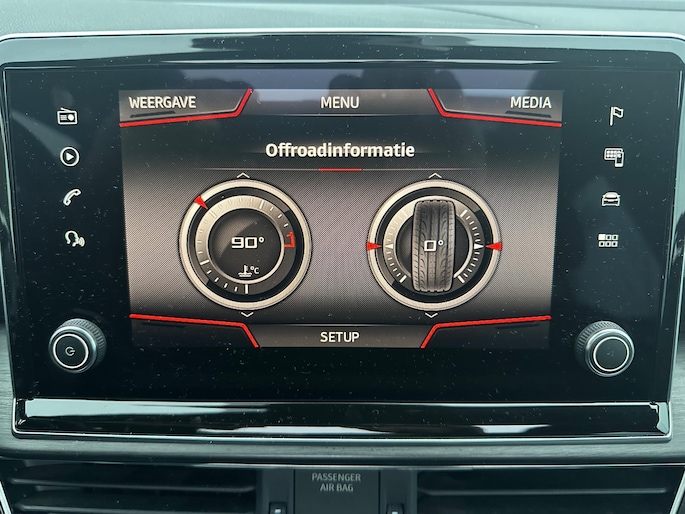 WEERGAVE MENU MEDIA
Offroadinformatie
90° 0°
°C
SETUP
PASSENGER
AIR BAG